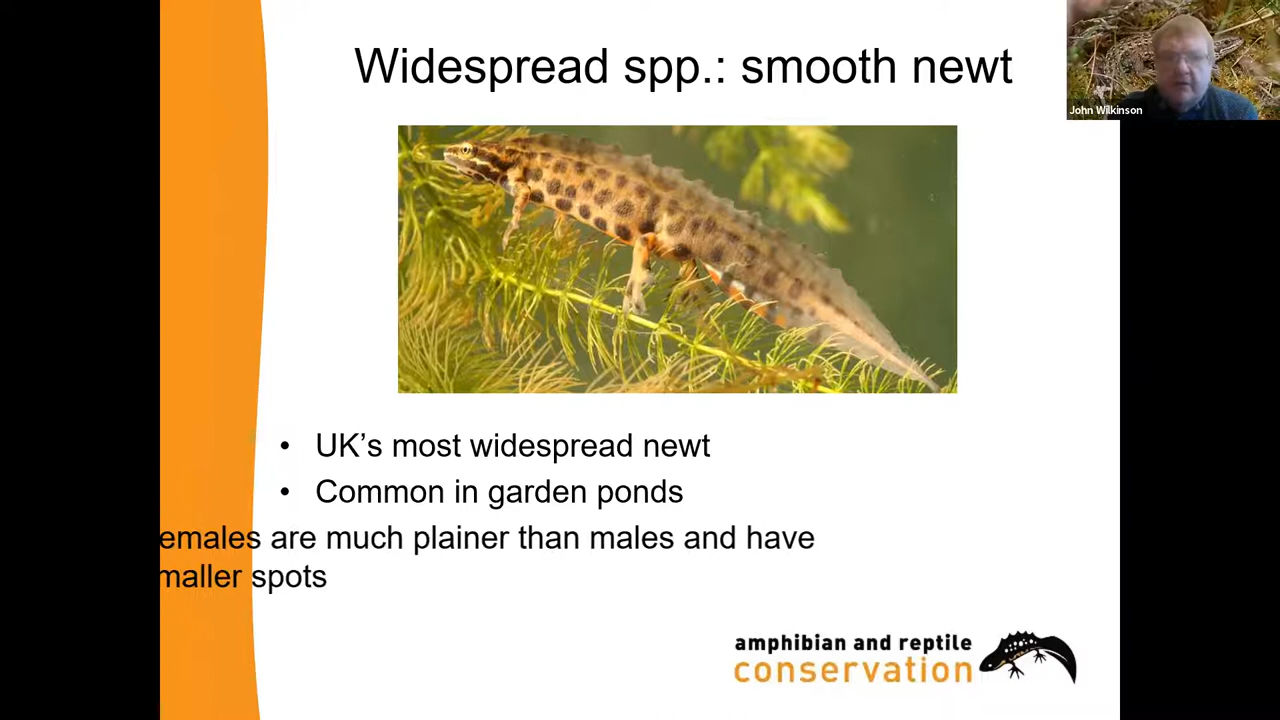 Widespread spp.: smooth newt
John Wilkinson
• UK’s most widespread newt
• Common in garden ponds
emales are much plainer than males and have
maller spots
amphibian and reptile
conservation